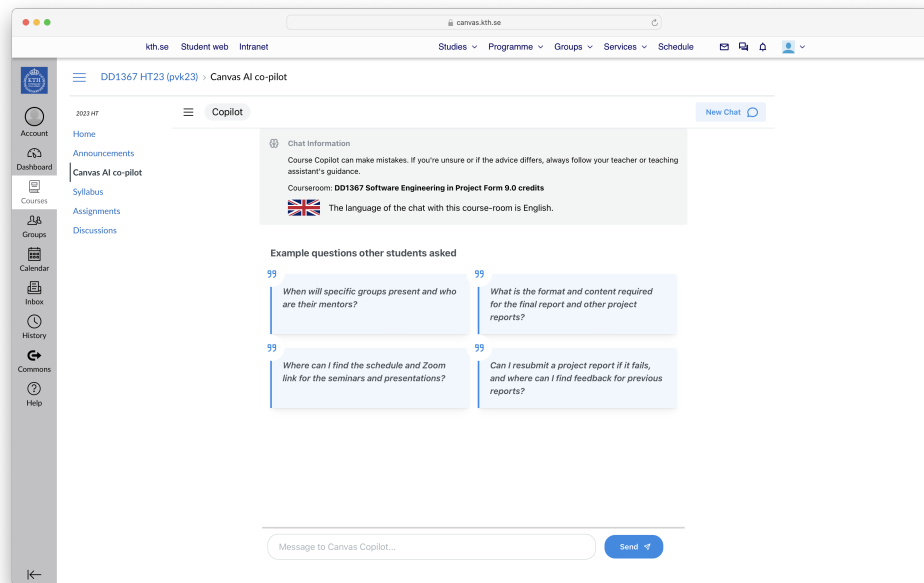 canvas.kth.se
kth.se Student web Intranet Studies Programme Groups Services Schedule
KTH
DD1367 HT23 (pvk23) › Canvas AI co-pilot
Account
Dashboard
Courses
Groups
Calendar
Inbox
History
Commons
Help
2023 HT
Home
Announcements
Canvas AI co-pilot
Syllabus
Assignments
Discussions
Copilot
New Chat
Chat Information
Course Copilot can make mistakes. If you're unsure or if the advice differs, always follow your teacher or teaching
assistant's guidance.
Courseroom: DD1367 Software Engineering in Project Form 9.0 credits
The language of the chat with this course-room is English.
Example questions other students asked
When will specific groups present and who
are their mentors?
What is the format and content required
for the final report and other project
reports?
Where can I find the schedule and Zoom
link for the seminars and presentations?
Can I resubmit a project report if it fails,
and where can I find feedback for previous
reports?
Message to Canvas Copilot...
Send